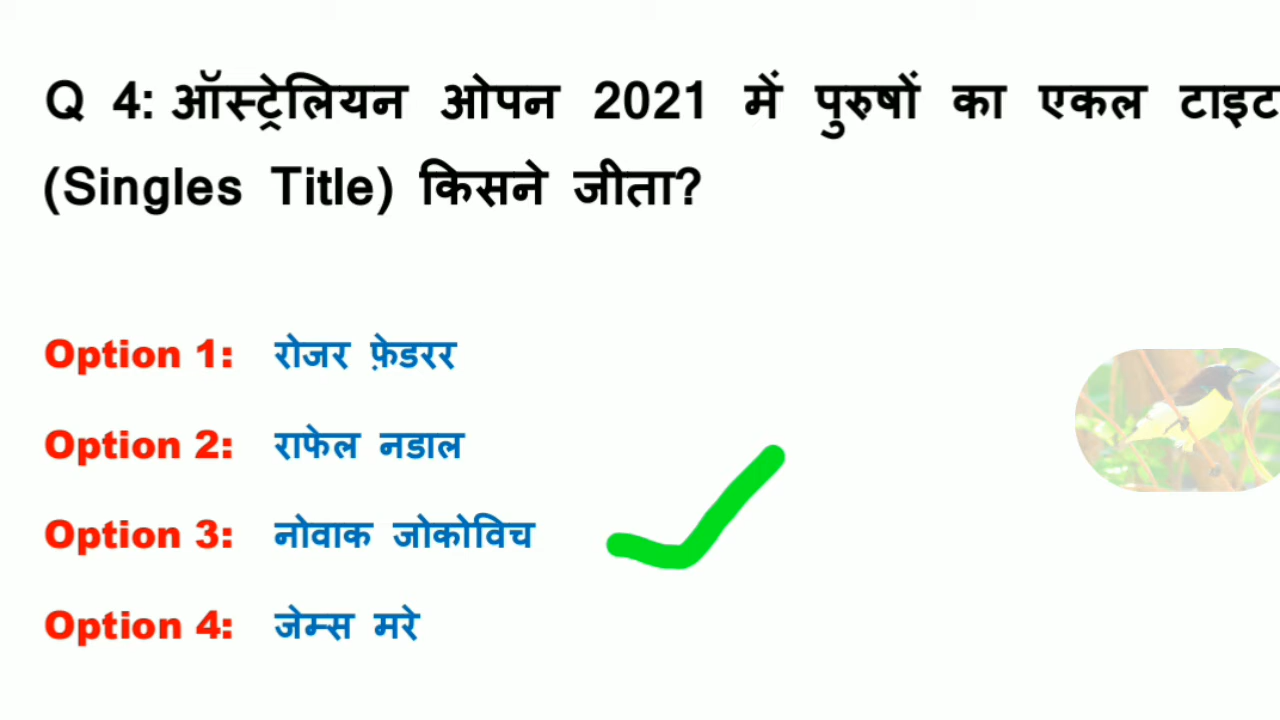 Q 4: ऑस्ट्रेलियन ओपन 2021 में पुरुषों का एकल टाइट
(Singles Title) किसने जीता?
Option 1: रोजर फ़ेडरर
Option 2: राफेल नडाल
Option 3: नोवाक जोकोविच
Option 4: जेम्स मरे